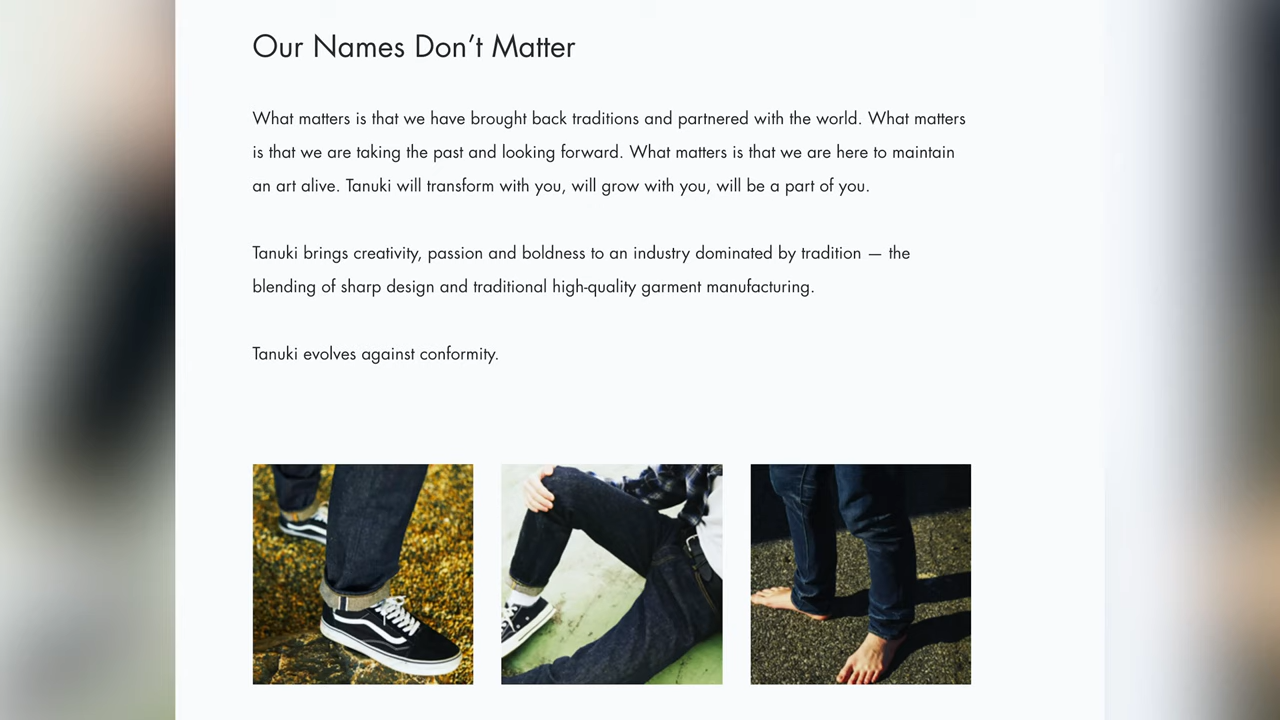 Our Names Don’t Matter
What matters is that we have brought back traditions and partnered with the world. What matters
is that we are taking the past and looking forward. What matters is that we are here to maintain
an art alive. Tanuki will transform with you, will grow with you, will be a part of you.
Tanuki brings creativity, passion and boldness to an industry dominated by tradition — the
blending of sharp design and traditional high-quality garment manufacturing.
Tanuki evolves against conformity.